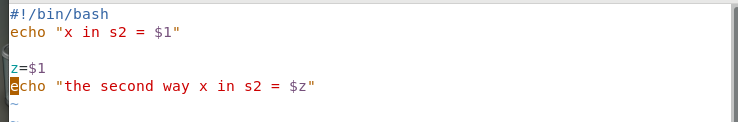 #!/bin/bash
echo "x in s2 = $1"

z=$1
echo "the second way x in s2 = $z"
~
~